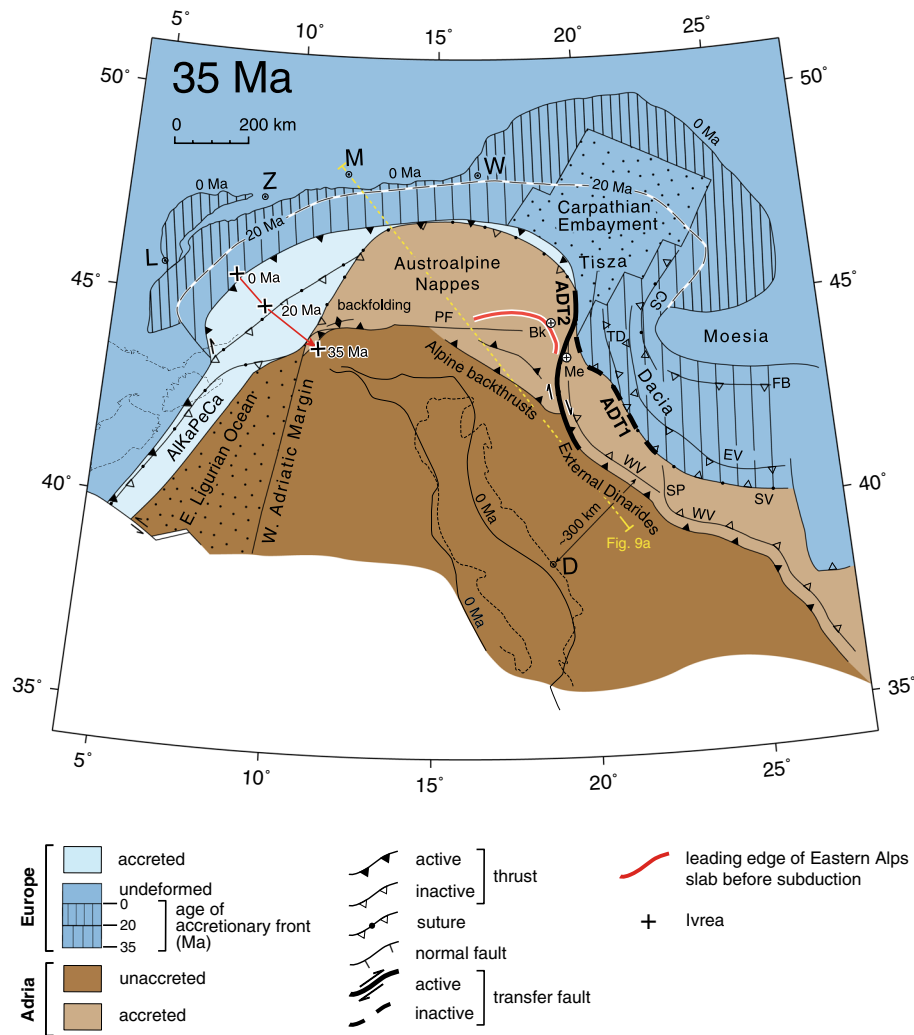 5°
10°
15°
20°
25°
50°
50°
35 Ma
0 200 km
0 Ma
M
W
Z
0 Ma
0 Ma
20 Ma
20 Ma
Carpathian
Embayment
L
45°
45°
0 Ma
20 Ma
35 Ma
Austroalpine
Nappes
Tisza
ADT2
CS
backfolding
PF
Bk
Me
TD
Moesia
FB
Dacia
Alpine backthrusts
ADT1
AlKaPeCa
E. Ligurian Ocean
W. Adriatic Margin
External Dinarides
WV
EV
SP
SV
WV
40°
40°
0 Ma
~300 km
Fig. 9a
D
0 Ma
35°
35°
5°
10°
15°
20°
25°
Europe
accreted
undeformed
0
20
35
age of
accretionary front
(Ma)
Adria
unaccreted
accreted
active
inactive
thrust
suture
normal fault
active
inactive
transfer fault
leading edge of Eastern Alps
slab before subduction
Ivrea